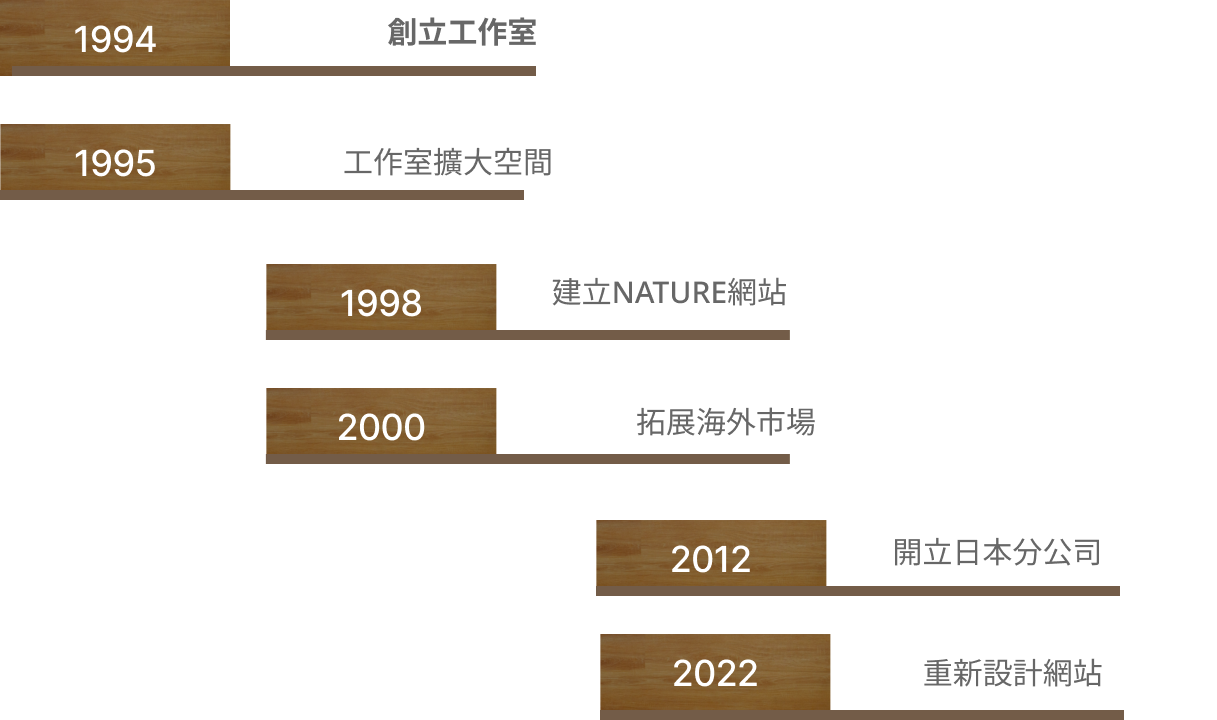 1994
創立工作室
1995
工作室擴大空間
1998
建立NATURE網站
2000
拓展海外市場
2012
開立日本分公司
2022
重新設計網站